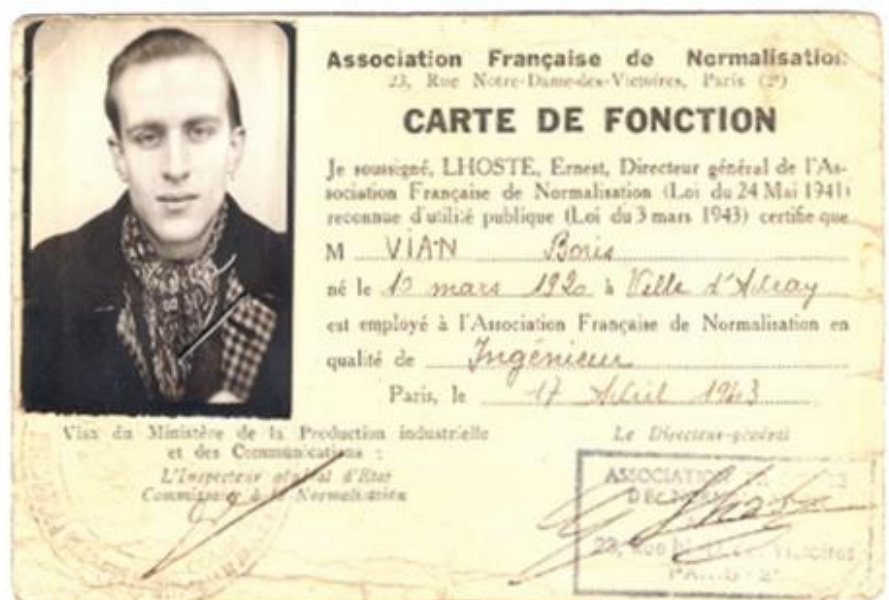 Association Française de Normalisation
23, Rue Notre-Dame-des-Victoires, Paris (2e)
CARTE DE FONCTION
Je soussigné, LHOSTE, Ernest, Directeur général de l'As-
sociation Française de Normalisation (Loi du 24 Mai 1941)
reconnue d'utilité publique (Loi du 3 mars 1943) certifie que
M VIAN Boris
né le 10 mars 1920 à Ville d'Avray
est employé à l'Association Française de Normalisation en
qualité de Ingénieur
Paris, le 17 Avril 1943
Visa du Ministère de la Production industrielle
et des Communications :
L'Inspecteur général d'Etat
Commissaire à la Normalisation
Le Directeur-général
ASSOCIATION
DE
23, Rue des Victoires
PARIS-2e